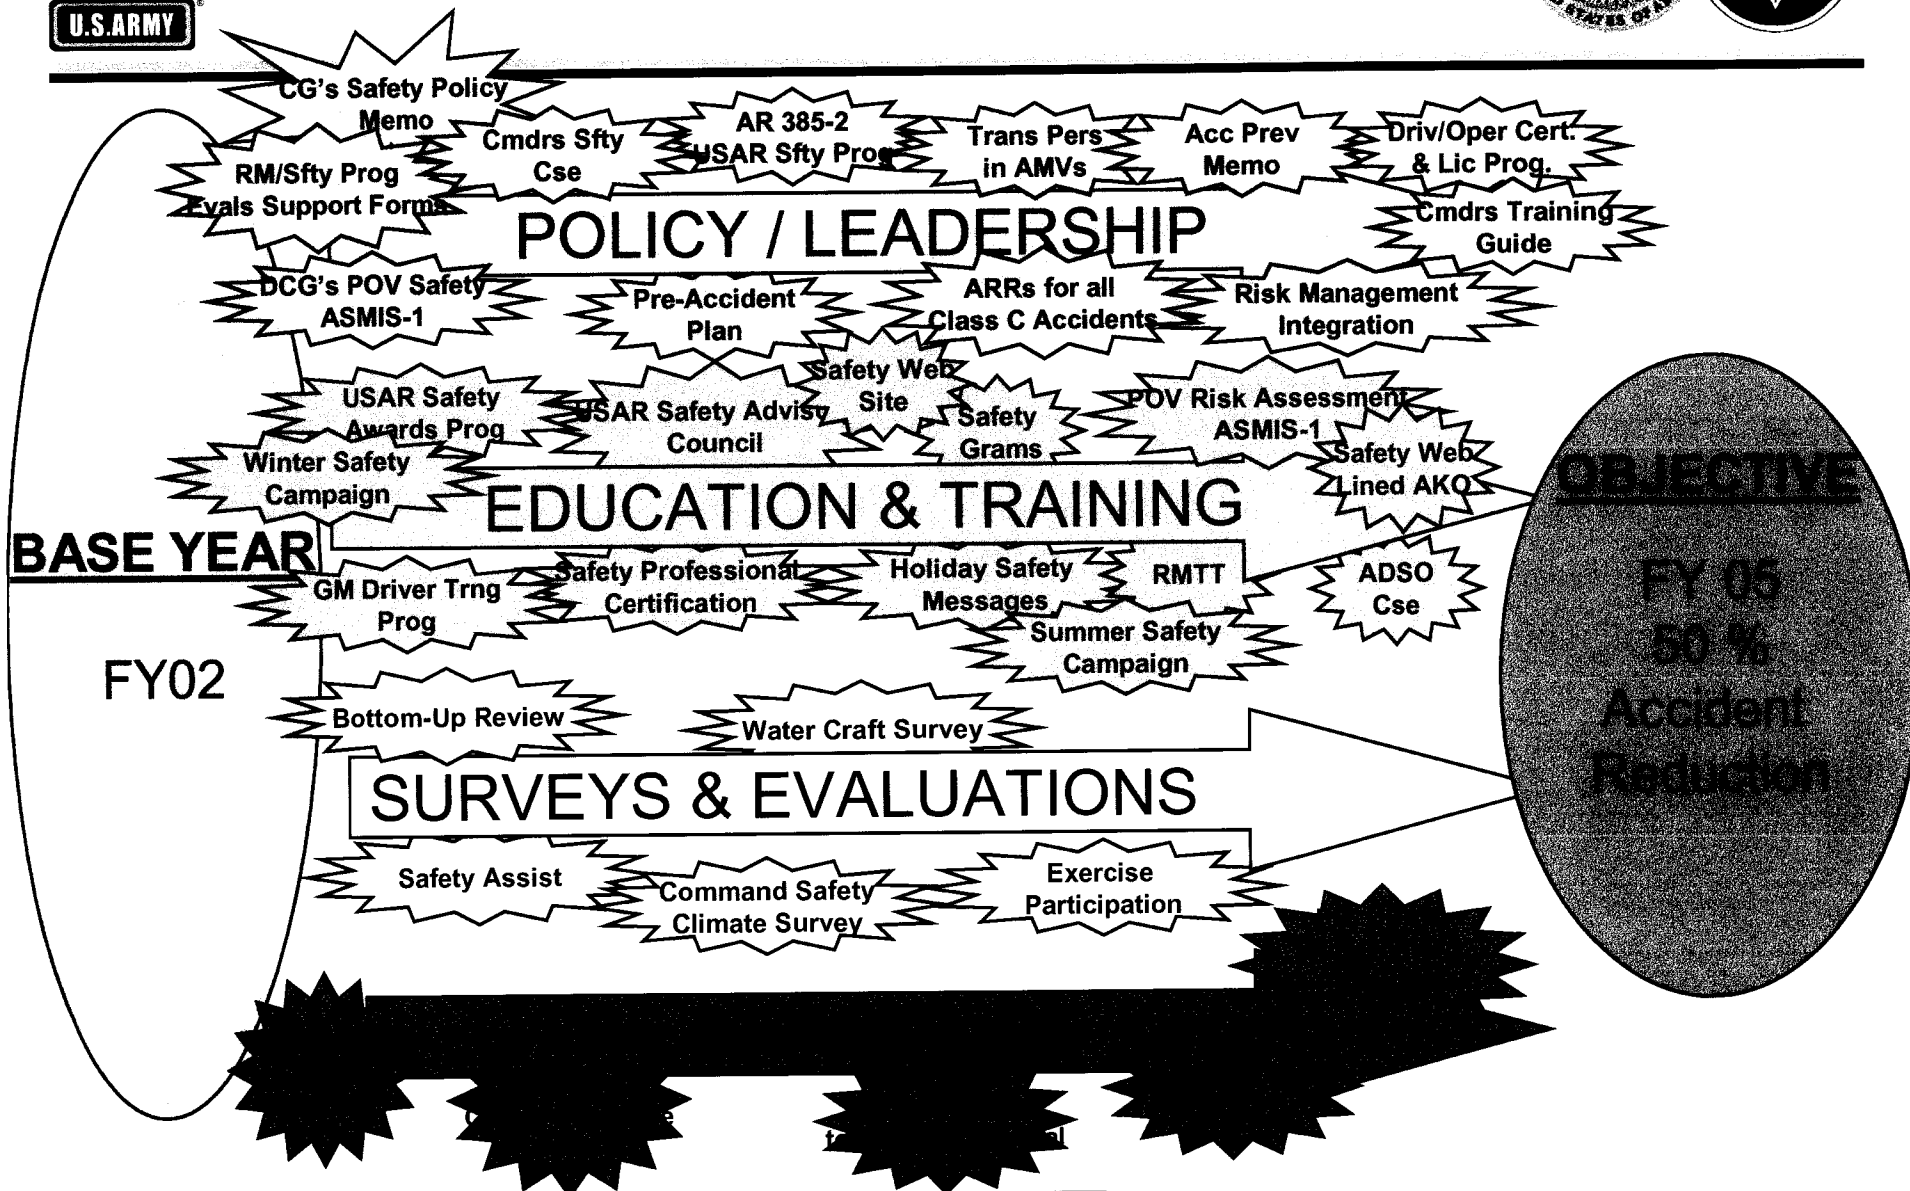 U.S.ARMY
CG's Safety Policy
Memo
RM/Sfty Prog
Evals Support Forms
Cmdrs Sfty
Cse
AR 385-2
USAR Sfty Prog
Trans Pers
in AMVs
Acc Prev
Memo
Driv/Oper Cert.
& Lic Prog.
Cmdrs Training
Guide
POLICY / LEADERSHIP
DCG's POV Safety
ASMIS-1
Pre-Accident
Plan
ARRs for all
Class C Accidents
Risk Management
Integration
USAR Safety
Awards Prog
USAR Safety Adviso
Council
Safety Web
Site
Safety
Grams
POV Risk Assessment
ASMIS-1
Safety Web
Lined AKO
Winter Safety
Campaign
EDUCATION & TRAINING
BASE YEAR
FY02
GM Driver Trng
Prog
Safety Professional
Certification
Holiday Safety
Messages
RMTT
ADSO
Cse
Summer Safety
Campaign
Bottom-Up Review
Water Craft Survey
SURVEYS & EVALUATIONS
Safety Assist
Command Safety
Climate Survey
Exercise
Participation
OBJECTIVE
FY 05
50 %
Accident
Reduction